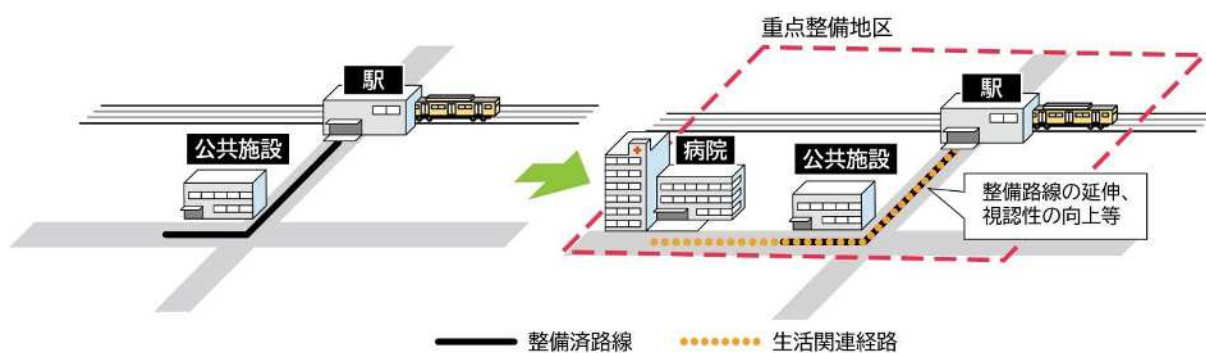 駅
公共施設
重点整備地区
駅
病院
公共施設
整備路線の延伸、
視認性の向上等
整備済路線
生活関連経路